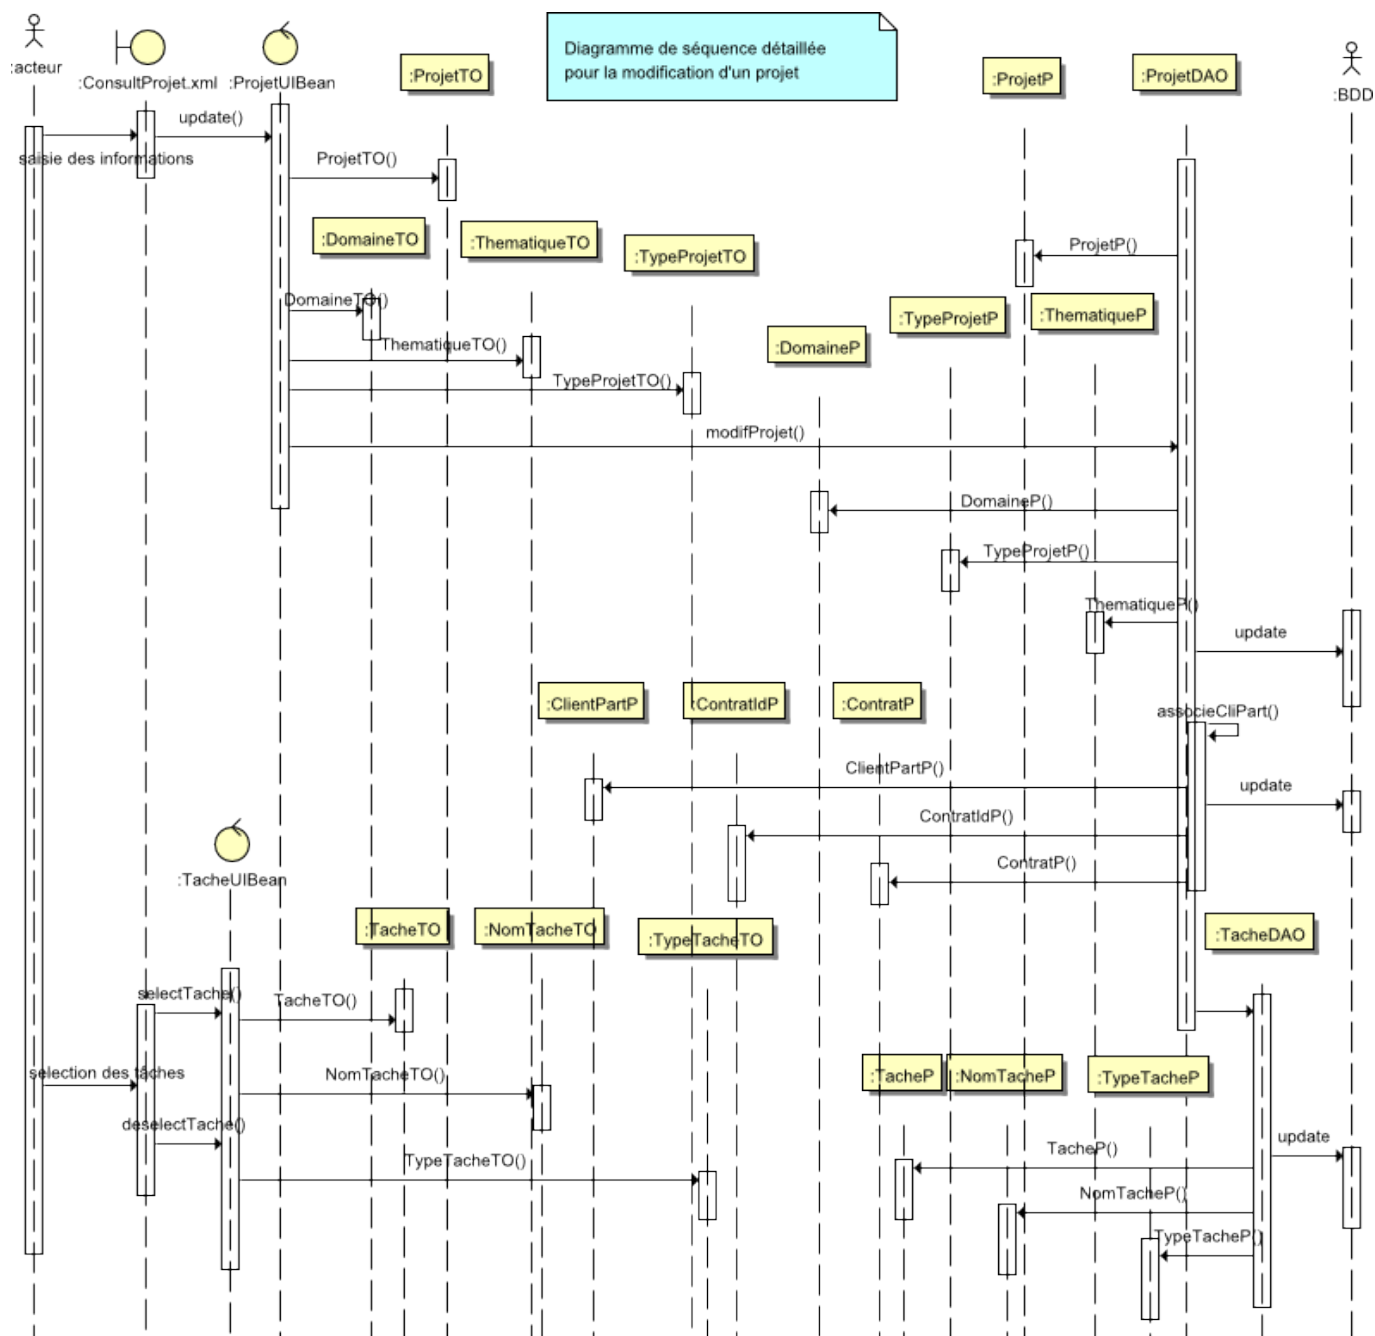 Diagramme de séquence détaillée
pour la modification d'un projet
:acteur
:ConsultProjet.xml
:ProjetUIBean
:ProjetTO
:ProjetP
:ProjetDAO
:BDD
update()
saisie des informations
ProjetTO()
:DomaineTO
:ThematiqueTO
:TypeProjetTO
ProjetP()
DomaineTO()
:TypeProjetP
:ThematiqueP
ThematiqueTO()
:DomaineP
TypeProjetTO()
modifProjet()
DomaineP()
TypeProjetP()
ThematiqueP()
update
:ClientPartP
:ContratIdP
:ContratP
associeCliPart()
ClientPartP()
update
ContratIdP()
ContratP()
:TacheUIBean
:TacheTO
:NomTacheTO
:TypeTacheTO
:TacheDAO
selectTache()
TacheTO()
selection des tâches
NomTacheTO()
:TacheP
:NomTacheP
:TypeTacheP
deselectTache()
update
TypeTacheTO()
TacheP()
NomTacheP()
TypeTacheP()